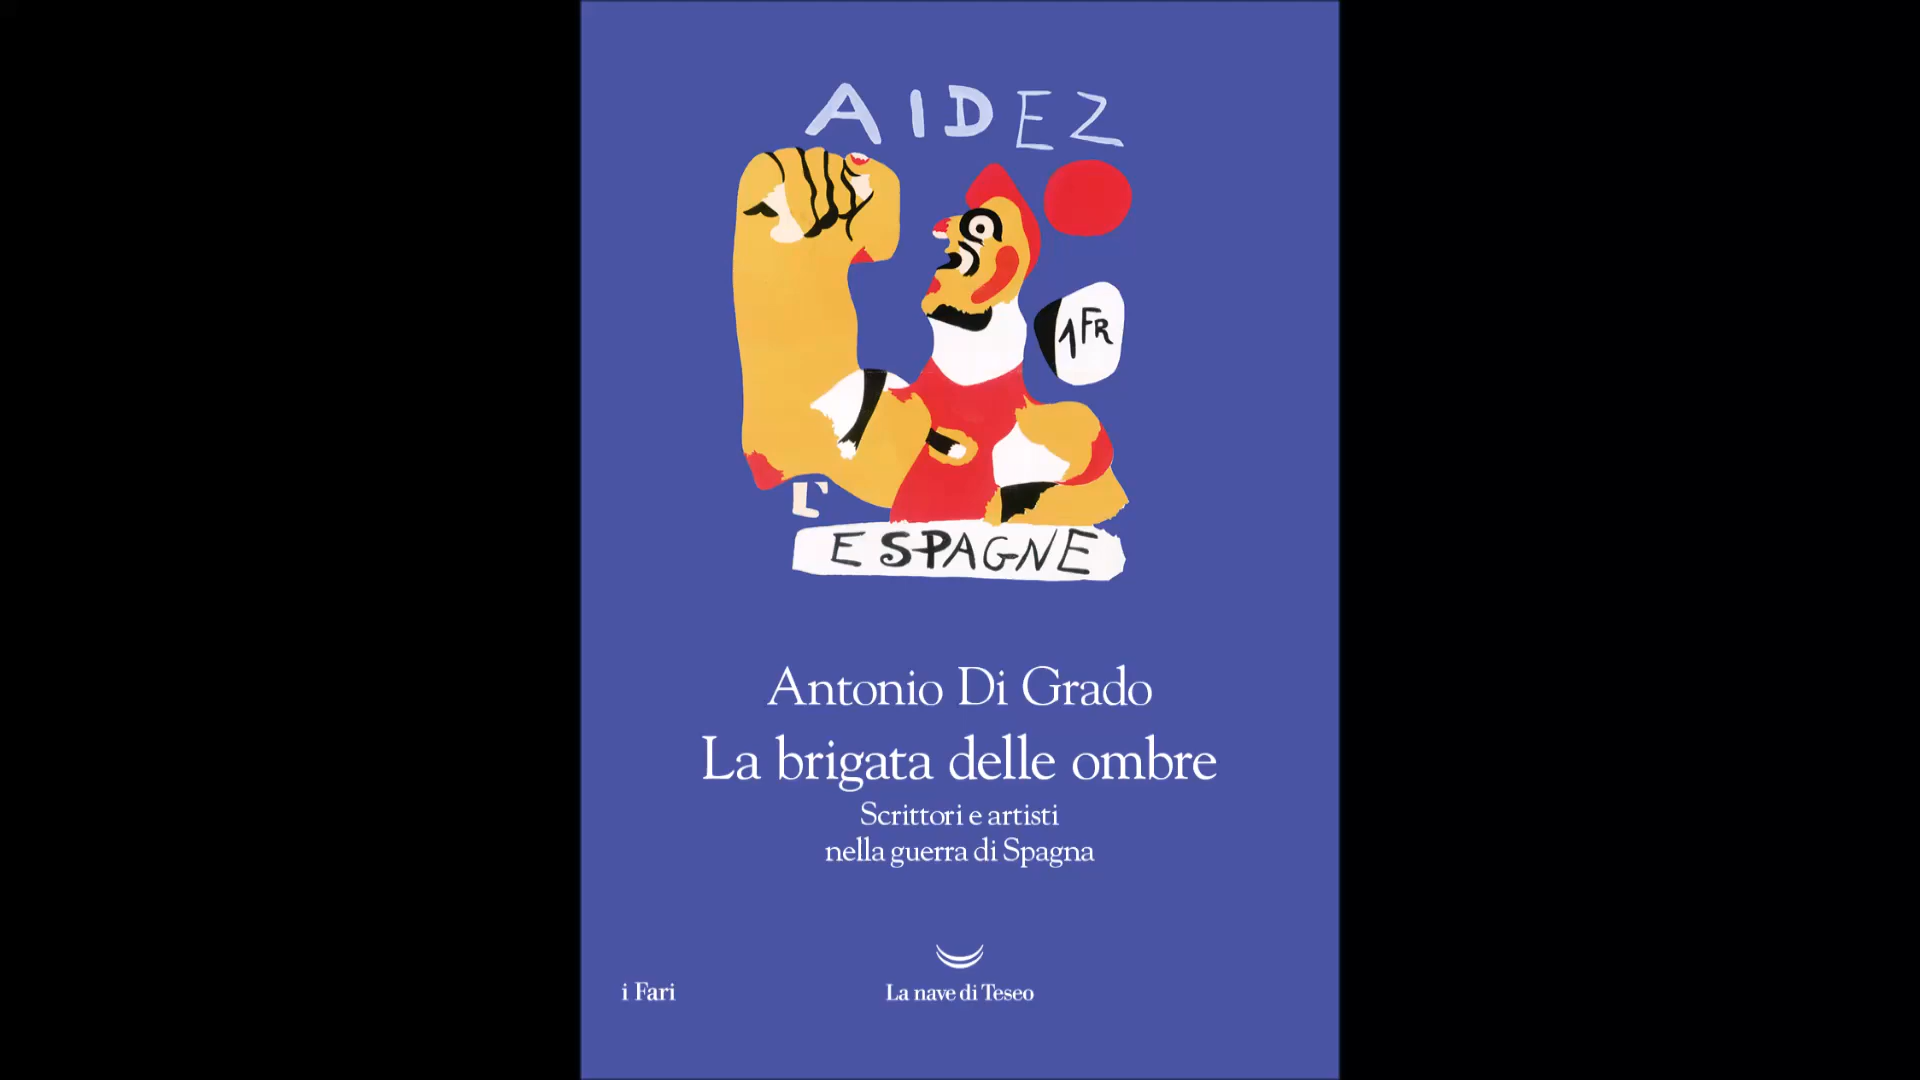 AIDEZ
1FR
L'
ESPAGNE
Antonio Di Grado
La brigata delle ombre
Scrittori e artisti
nella guerra di Spagna
i Fari
La nave di Teseo